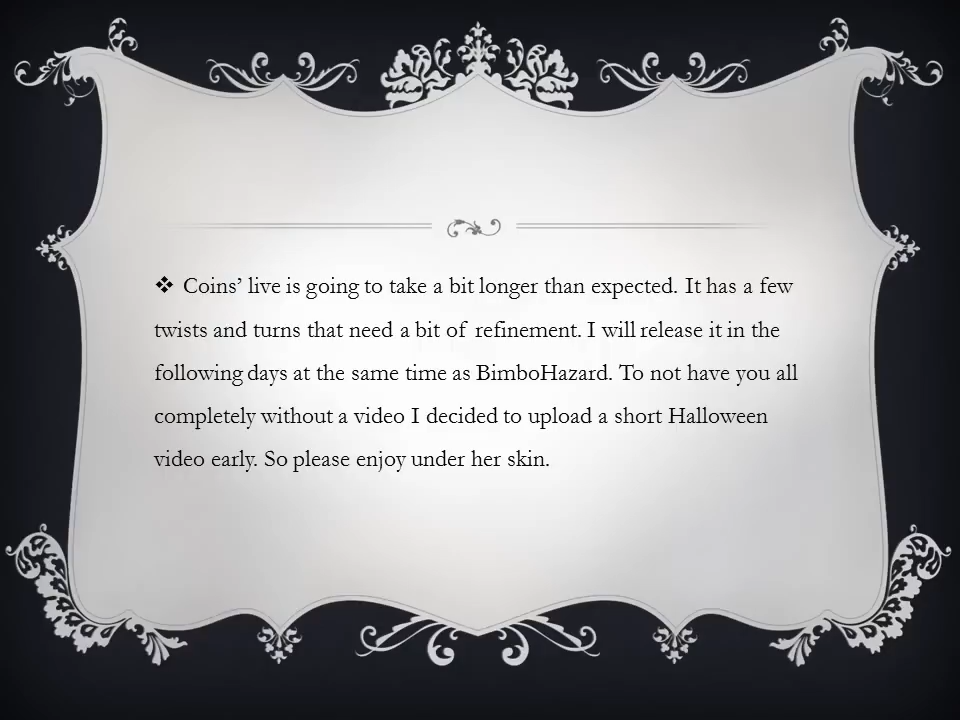 ❖ Coins’ live is going to take a bit longer than expected. It has a few
twists and turns that need a bit of refinement. I will release it in the
following days at the same time as BimboHazard. To not have you all
completely without a video I decided to upload a short Halloween
video early. So please enjoy under her skin.